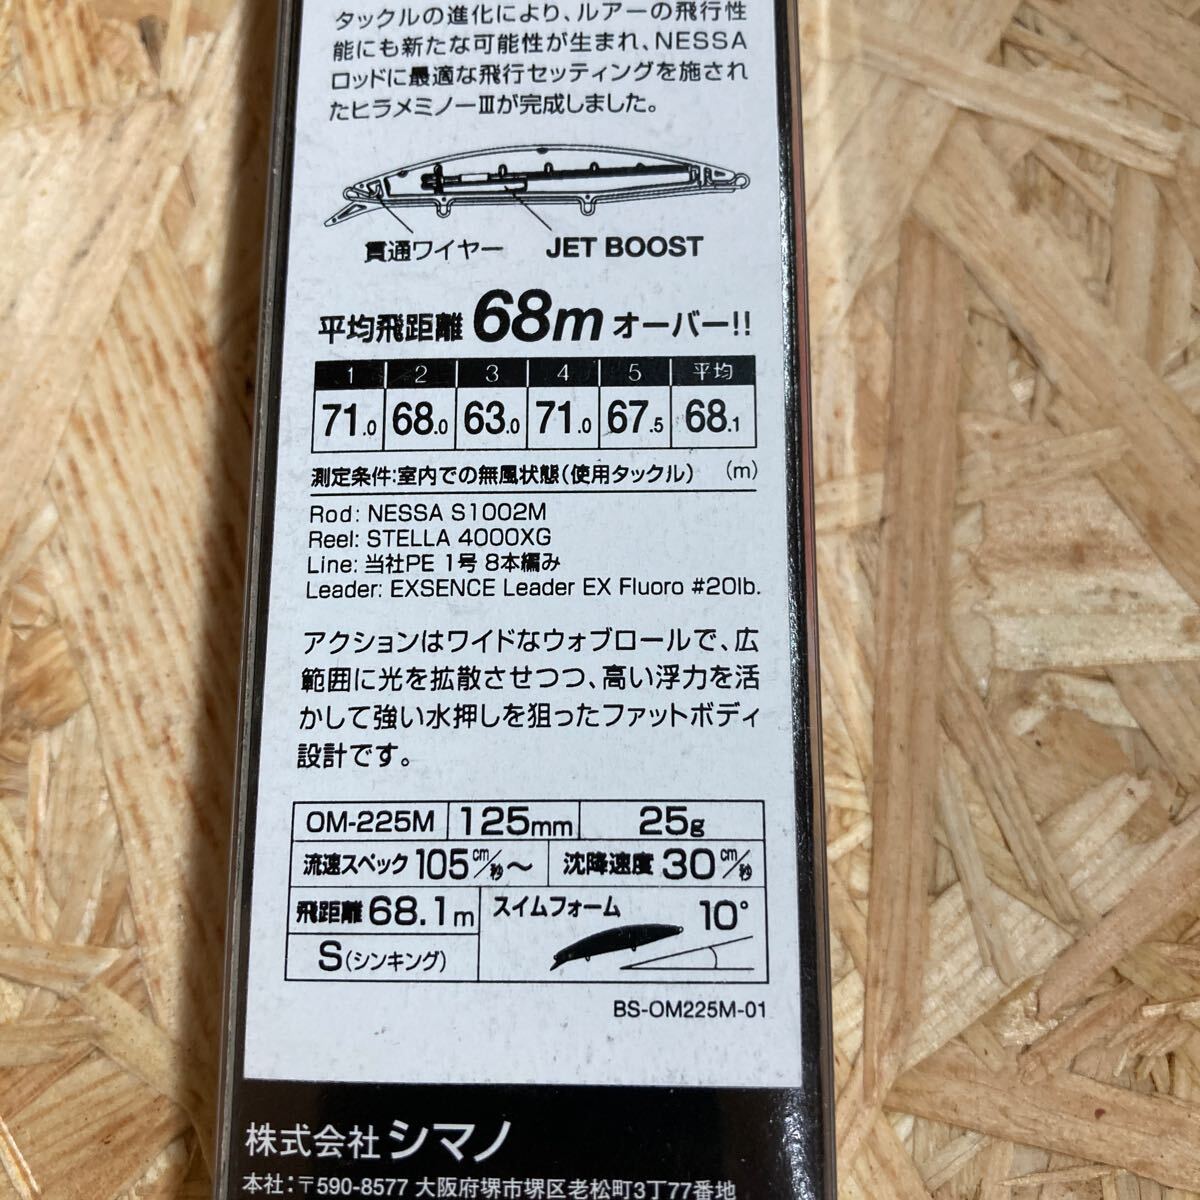 タックルの進化により、ルアーの飛行性
能にも新たな可能性が生まれ、NESSA
ロッドに最適な飛行セッティングを施され
たヒラメミノーⅢが完成しました。
貫通ワイヤー JET BOOST
平均飛距離 68m オーバー!!
1 2 3 4 5 平均
71.0 68.0 63.0 71.0 67.5 68.1
測定条件:室内での無風状態(使用タックル) (m)
Rod: NESSA S1002M
Reel: STELLA 4000XG
Line: 当社PE 1号 8本編み
Leader: EXSENCE Leader EX Fluoro #20lb.
アクションはワイドなウォブロールで、広
範囲に光を拡散させつつ、高い浮力を活
かして強い水押しを狙ったファットボディ
設計です。
OM-225M 125mm 25g
流速スペック 105cm/秒〜 沈降速度 30cm/秒
飛距離 68.1m スイムフォーム 10°
S(シンキング)
BS-OM225M-01
株式会社 シマノ
本社:〒590-8577 大阪府堺市堺区老松町3丁77番地